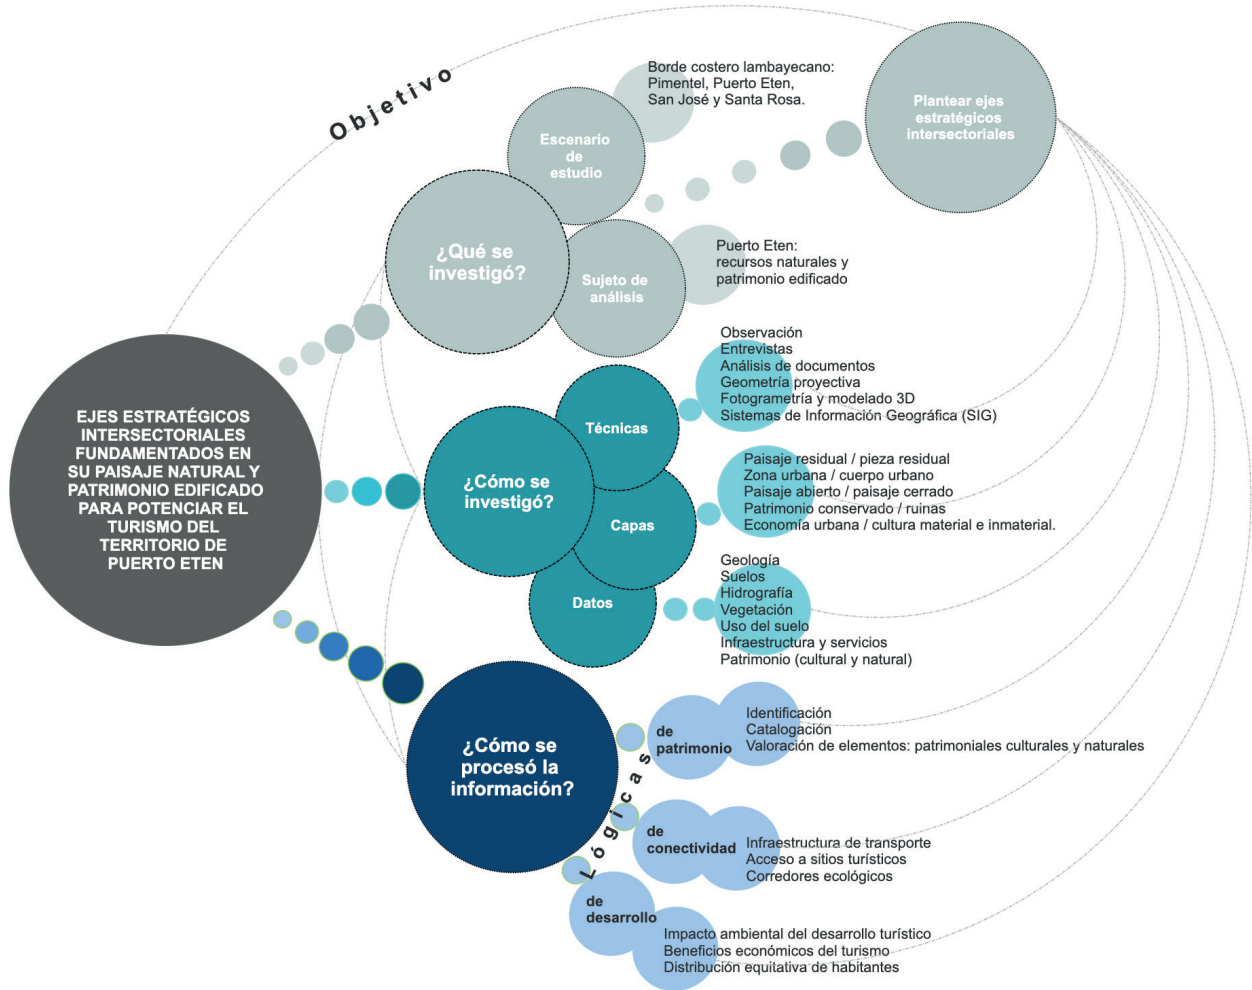 Objetivo
Borde costero lambayecano:
Pimentel, Puerto Eten,
San José y Santa Rosa.
Plantear ejes
estratégicos
intersectoriales
Escenario
de
estudio
¿Qué se
investigó?
Sujeto de
análisis
Puerto Eten:
recursos naturales y
patrimonio edificado
EJES ESTRATÉGICOS
INTERSECTORIALES
FUNDAMENTADOS EN
SU PAISAJE NATURAL Y
PATRIMONIO EDIFICADO
PARA POTENCIAR EL
TURISMO DEL
TERRITORIO DE
PUERTO ETEN
¿Cómo se
investigó?
Técnicas
Observación
Entrevistas
Análisis de documentos
Geometría proyectiva
Fotogrametría y modelado 3D
Sistemas de Información Geográfica (SIG)
Capas
Paisaje residual / pieza residual
Zona urbana / cuerpo urbano
Paisaje abierto / paisaje cerrado
Patrimonio conservado / ruinas
Economía urbana / cultura material e inmaterial.
Datos
Geología
Suelos
Hidrografía
Vegetación
Uso del suelo
Infraestructura y servicios
Patrimonio (cultural y natural)
¿Cómo se
procesó la
información?
Lógicas
de
patrimonio
Identificación
Catalogación
Valoración de elementos: patrimoniales culturales y naturales
de
conectividad
Infraestructura de transporte
Acceso a sitios turísticos
Corredores ecológicos
de
desarrollo
Impacto ambiental del desarrollo turístico
Beneficios económicos del turismo
Distribución equitativa de habitantes